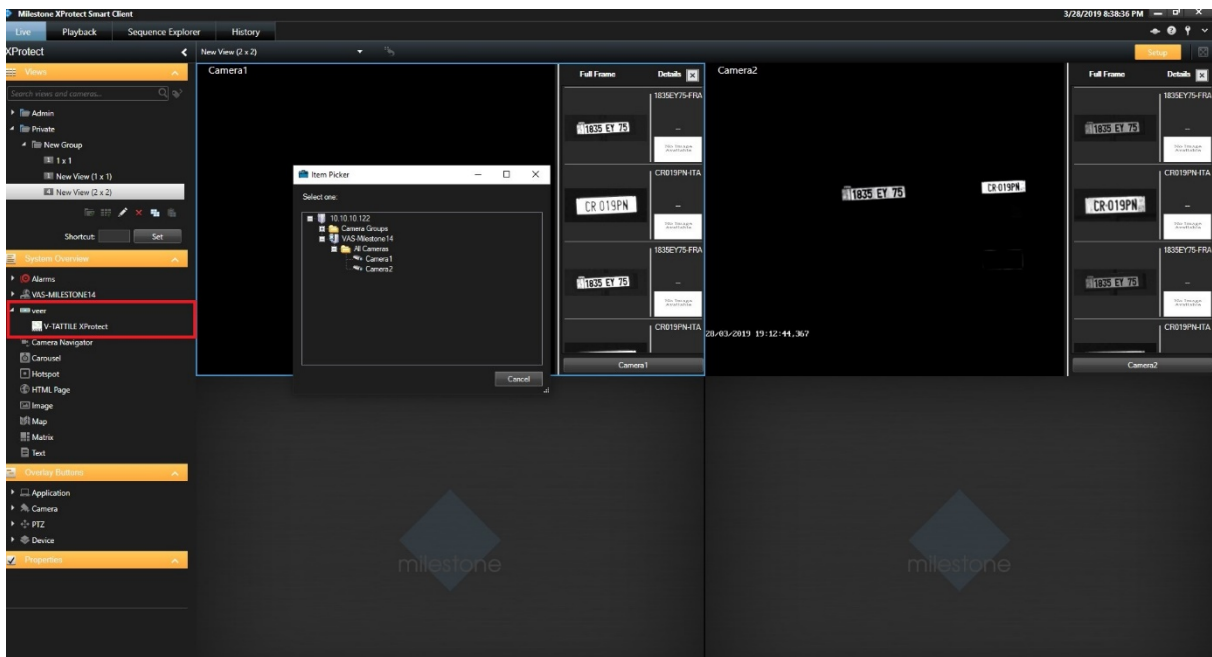 Milestone XProtect Smart Client
3/28/2019 8:38:36 PM
Live Playback Sequence Explorer History
XProtect
New View (2 x 2)
Setup
Views
Search views and cameras...
Admin
Private
New Group
1 x 1
New View (1 x 1)
New View (2 x 2)
Shortcut: Set
System Overview
Alarms
VAS-MILESTONE14
veer
V-TATTILE XProtect
Camera Navigator
Carousel
Hotspot
HTML Page
Image
Map
Matrix
Text
Overlay Buttons
Application
Camera
PTZ
Device
Properties
Camera1
Item Picker
Select one:
10.10.10.122
Camera Groups
VAS-Milestone14
All Cameras
Camera1
Camera2
Cancel
Full Frame Details
1835EY75-FRA
1835 EY 75
No Image
Available
CR019PN-ITA
CR 019PN
No Image
Available
1835EY75-FRA
1835 EY 75
No Image
Available
CR019PN-ITA
Camera1
Camera2
1835 EY 75
CR 019PN
28/03/2019 19:12:44,367
Full Frame Details
1835EY75-FRA
1835 EY 75
No Image
Available
CR019PN-ITA
CR 019PN
No Image
Available
1835EY75-FRA
1835 EY 75
No Image
Available
CR019PN-ITA
Camera2
milestone
milestone